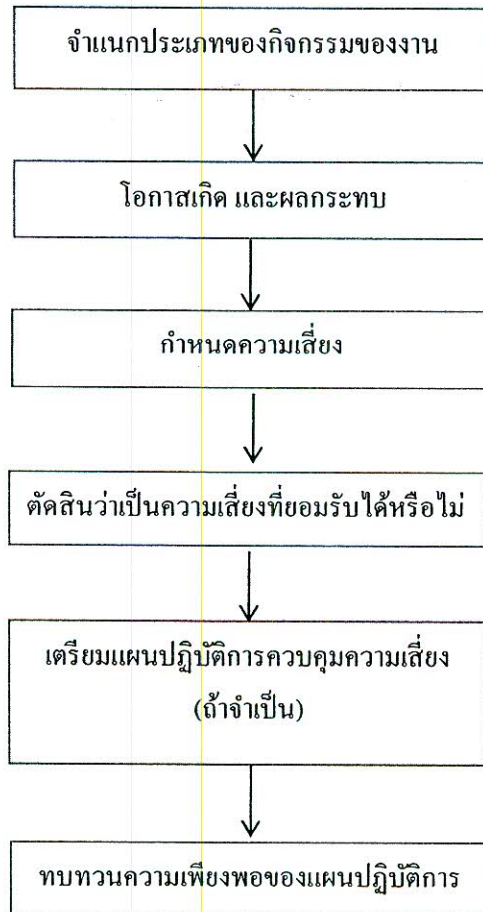 จำแนกประเภทของกิจกรรมของงาน
โอกาสเกิด และผลกระทบ
กำหนดความเสี่ยง
ตัดสินว่าเป็นความเสี่ยงที่ยอมรับได้หรือไม่
เตรียมแผนปฏิบัติการควบคุมความเสี่ยง
(ถ้าจำเป็น)
ทบทวนความเพียงพอของแผนปฏิบัติการ